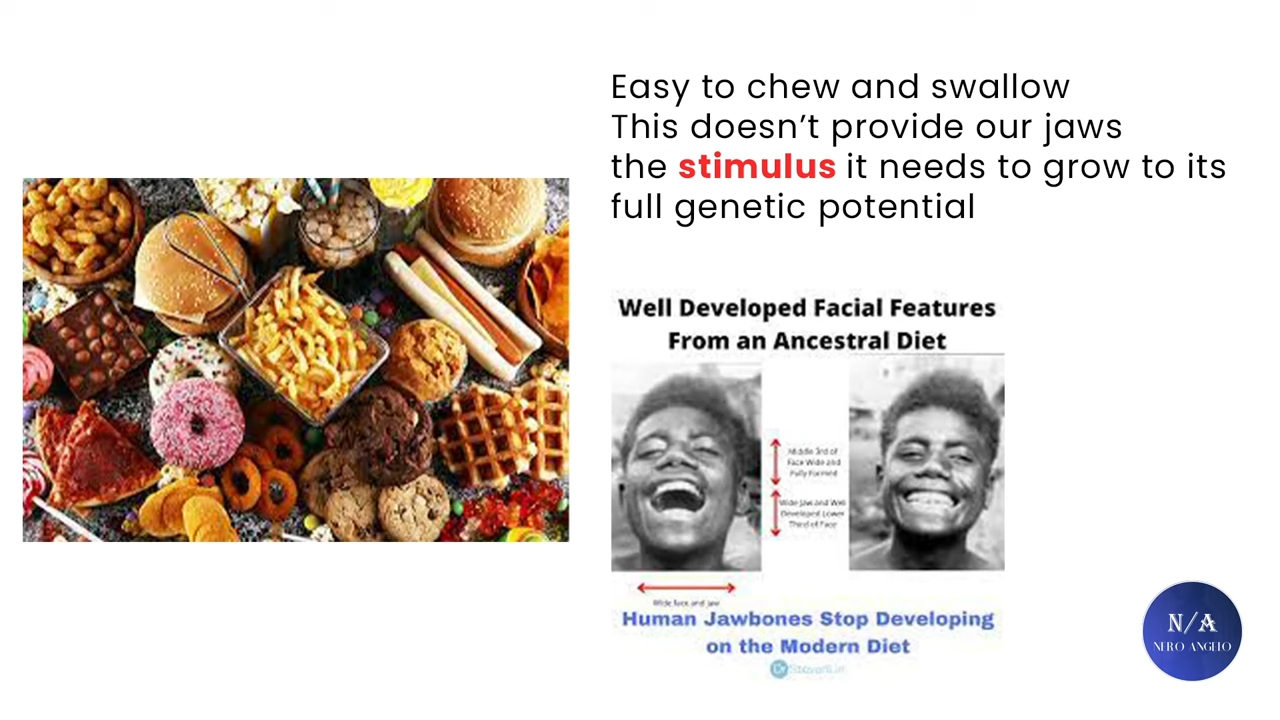 Easy to chew and swallow
This doesn’t provide our jaws
the stimulus it needs to grow to its
full genetic potential
Well Developed Facial Features
From an Ancestral Diet
Middle 3rd of
Face Wide and
Fully Formed
Wide Jaw and Well
Developed Lower
Third of Face
Wide face and jaw
Human Jawbones Stop Developing
on the Modern Diet
Dr
N/A
NERO ANGELO